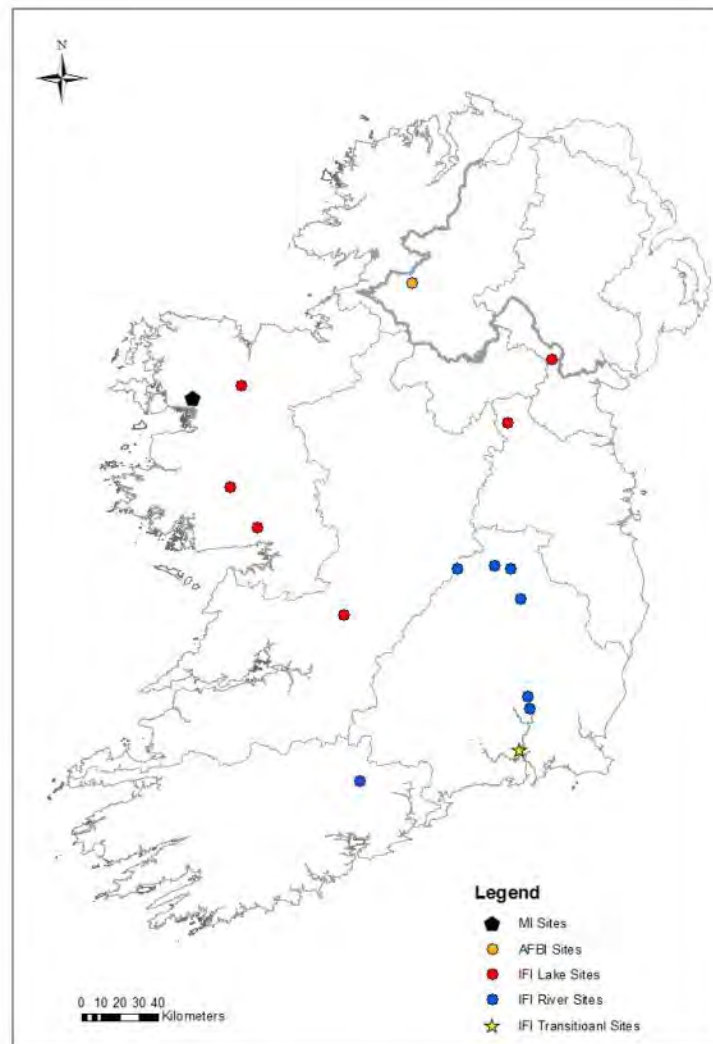 N
Legend
MI Sites
AFBI Sites
IFI Lake Sites
IFI River Sites
IFI Transitioanl Sites
0 10 20 30 40
Kilometers